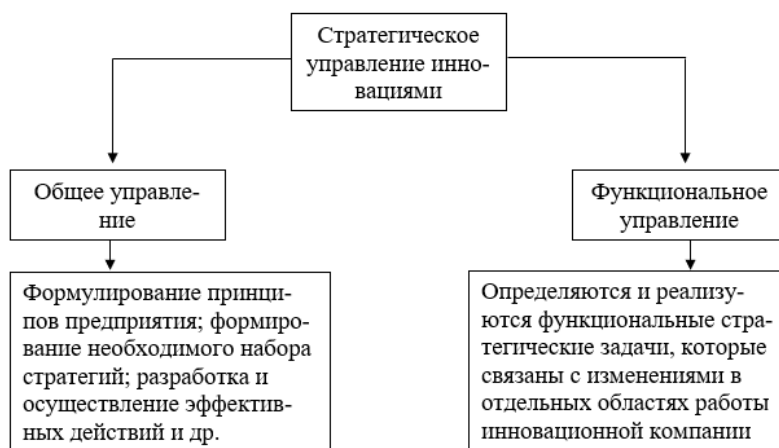 Стратегическое
управление инно-
вациями
Общее управле-
ние
Функциональное
управление
Формулирование принци-
пов предприятия; формиро-
вание необходимого набора
стратегий; разработка и
осуществление эффектив-
ных действий и др.
Определяются и реализу-
ются функциональные стра-
тегические задачи, которые
связаны с изменениями в
отдельных областях работы
инновационной компании